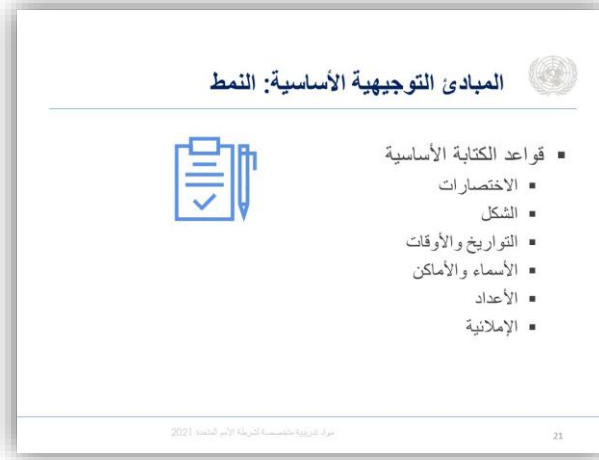 المبادئ التوجيهية الأساسية: النمط
قواعد الكتابة الأساسية
الاختصارات
الشكل
التواريخ والأوقات
الأسماء والأماكن
الأعداد
الإملائية
مواد تدريبية متخصصة لشرطة الأمم المتحدة 2021
21